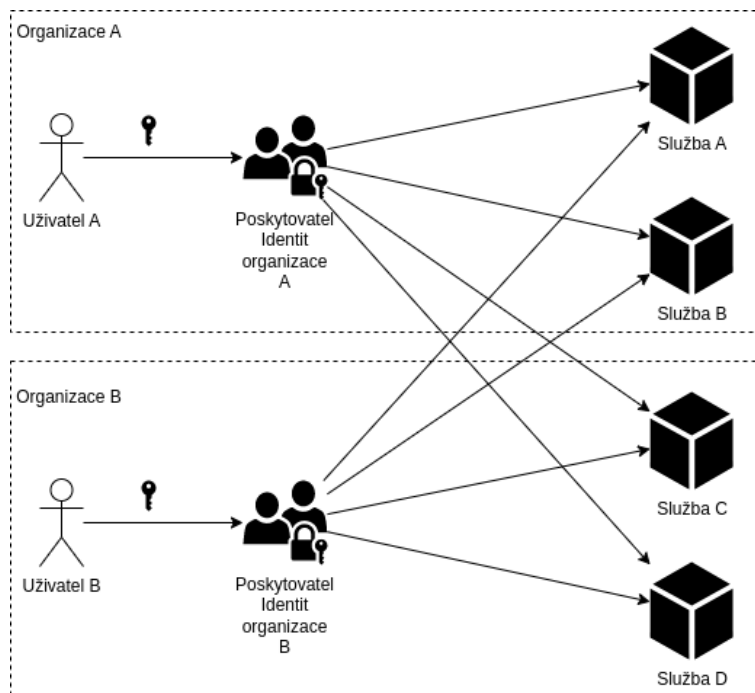 Organizace A
Služba A
Uživatel A
Poskytovatel
Identit
organizace
A
Služba B
Organizace B
Služba C
Uživatel B
Poskytovatel
Identit
organizace
B
Služba D